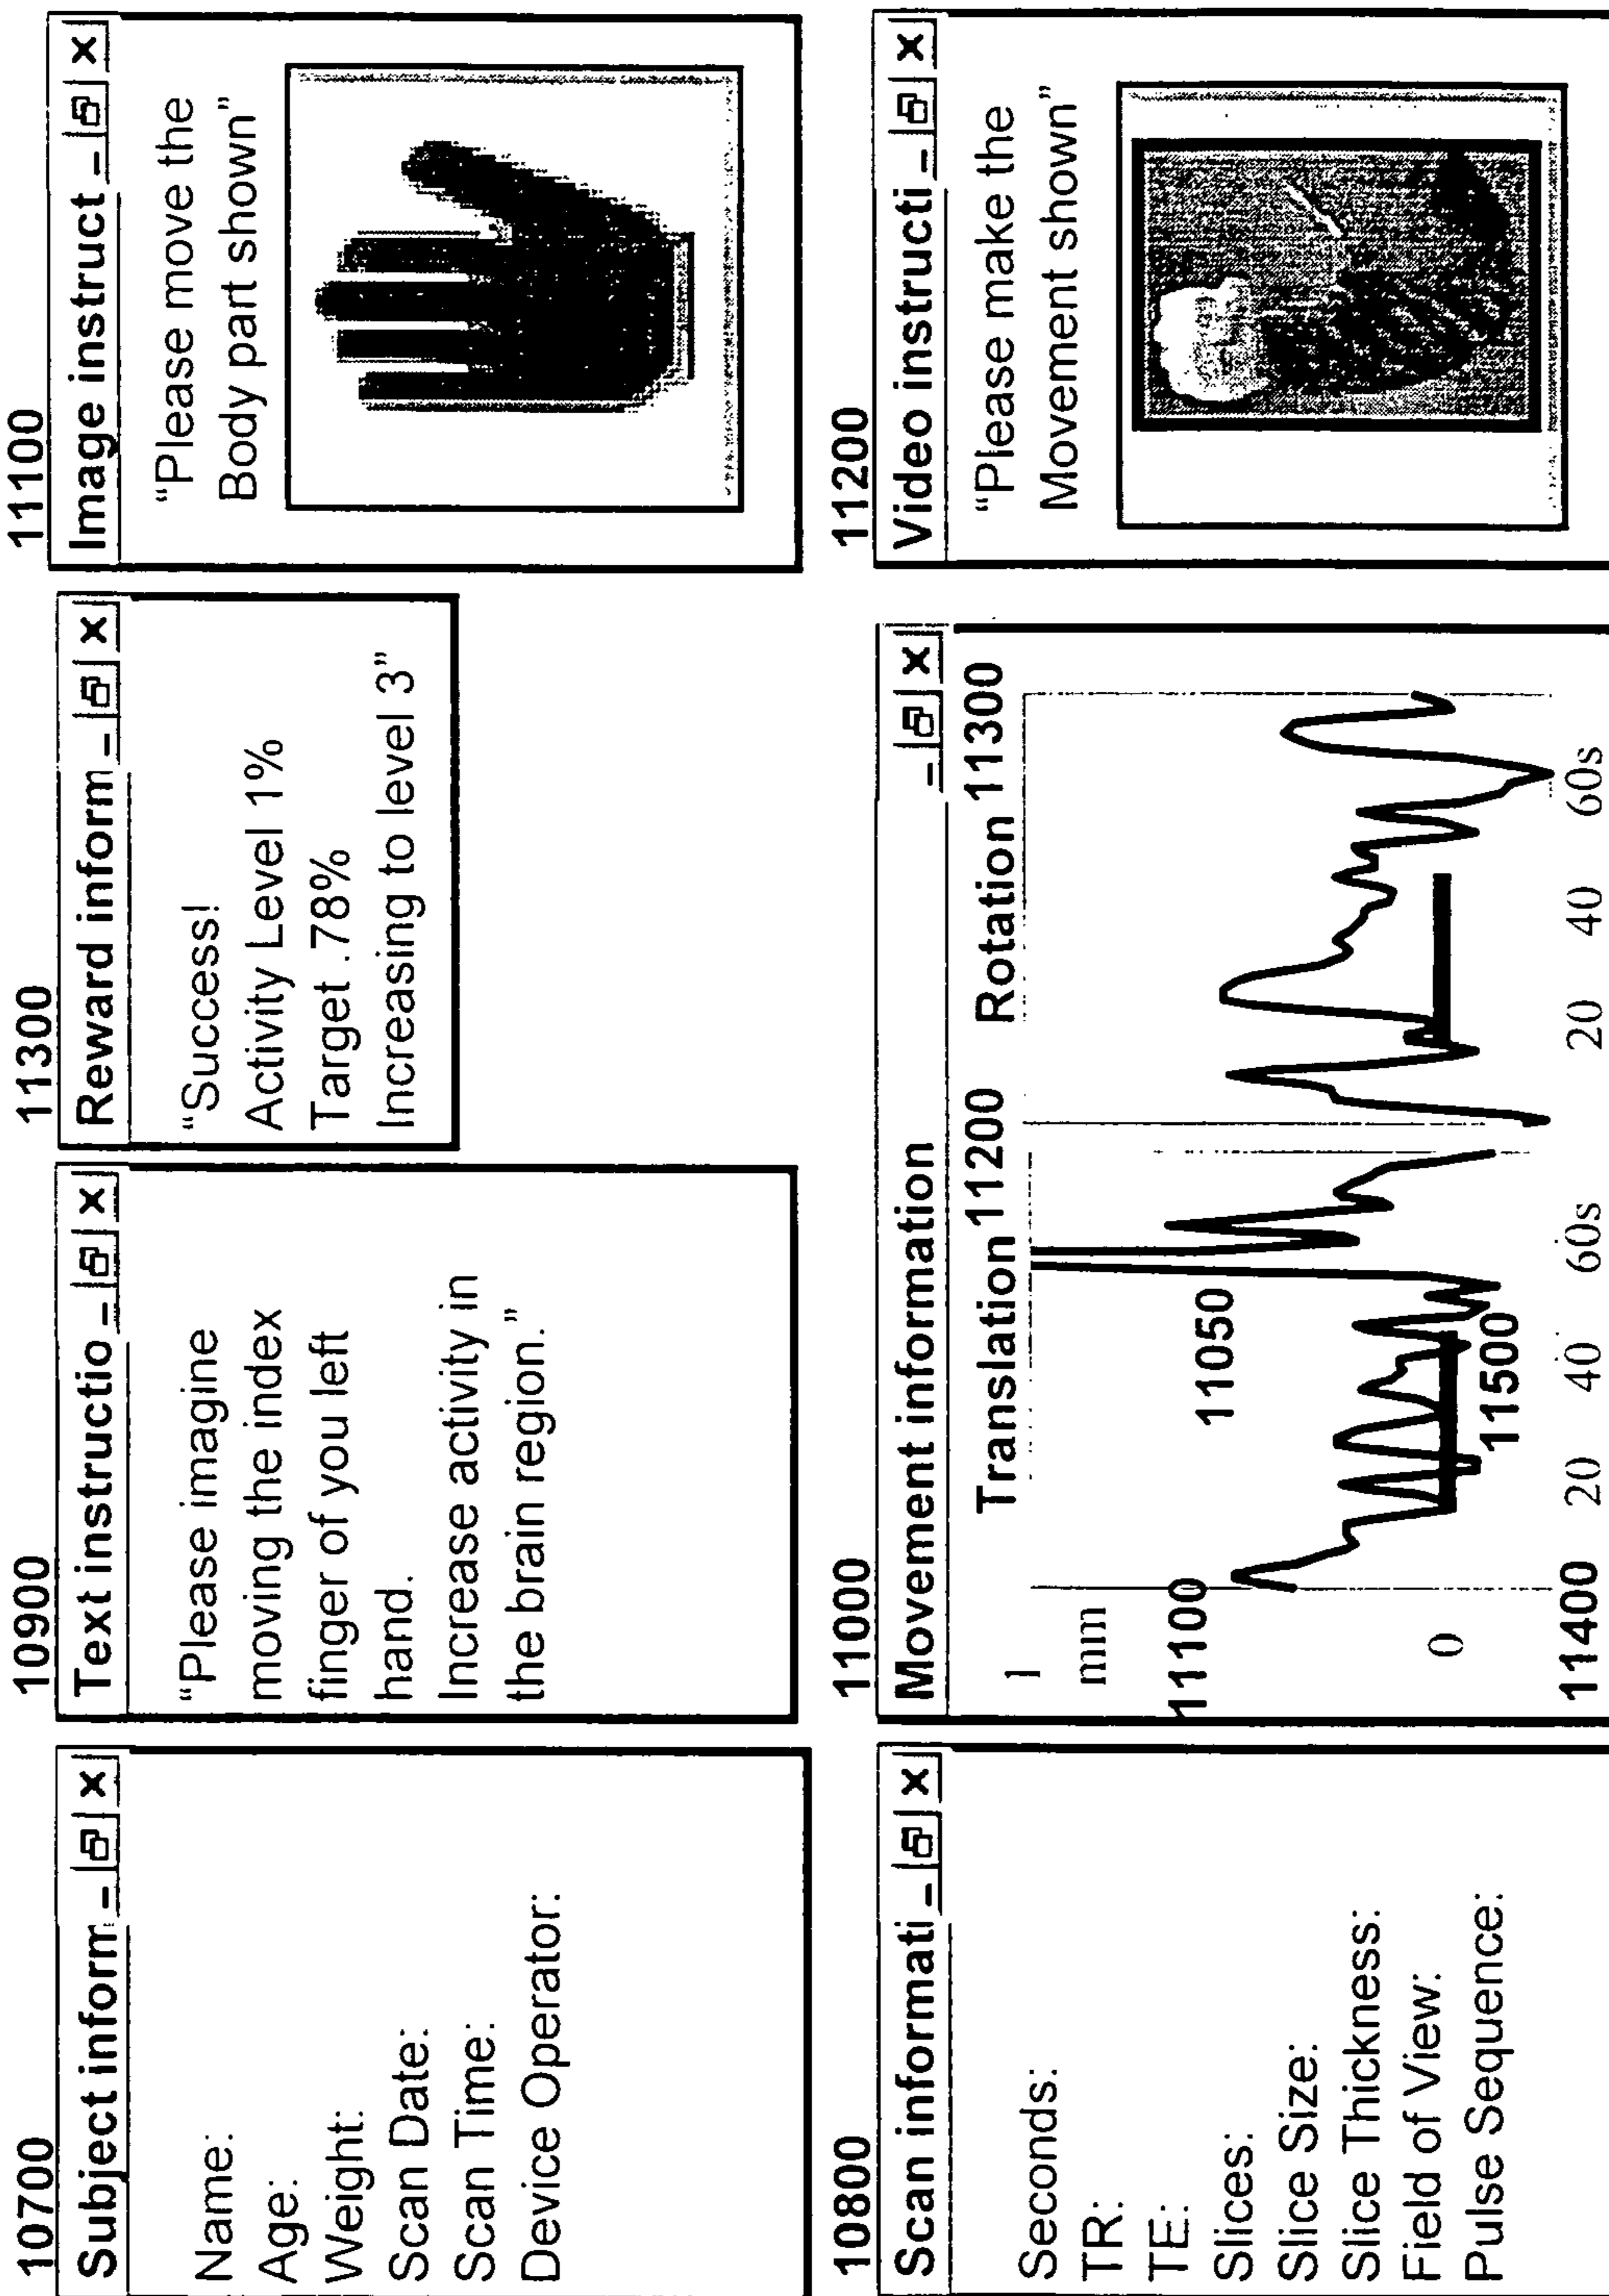 10700
Subject inform
Name:
Age:
Weight:
Scan Date:
Scan Time:
Device Operator:
10900
Text instructio
“Please imagine
moving the index
finger of you left
hand.
Increase activity in
the brain region.”
11300
Reward inform
“Success!
Activity Level 1%
Target .78%
Increasing to level 3”
11100
Image instruct
“Please move the
Body part shown”
10800
Scan informati
Seconds:
TR:
TE:
Slices:
Slice Size:
Slice Thickness:
Field of View:
Pulse Sequence:
11000
Movement information
Translation 11200
Rotation 11300
1
mm
11100
11050
0
11500
11400
20 40 60s
20 40 60s
11200
Video instructi
“Please make the
Movement shown”